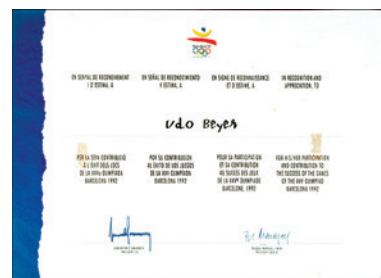 EN SENYAL DE RECONEIXEMENT
I D'ESTIMA, A
EN SEÑAL DE RECONOCIMIENTO
Y ESTIMA, A
EN SIGNE DE RECONNAISSANCE
ET D'ESTIME, A
IN RECOGNITION AND
APPRECIATION, TO
Udo Beyer
PER LA SEVA CONTRIBUCIÓ
A L'ÈXIT DELS JOCS
DE LA XXVa OLIMPÍADA
BARCELONA 1992
POR SU CONTRIBUCIÓN
AL ÉXITO DE LOS JUEGOS
DE LA XXV OLIMPÍADA
BARCELONA 1992
POUR SA PARTICIPATION
ET SA CONTRIBUTION
AU SUCCÈS DES JEUX
DE LA XXVe OLYMPIADE
BARCELONE, 1992
FOR HIS/HER PARTICIPATION
AND CONTRIBUTION TO
THE SUCCESS OF THE GAMES
OF THE XXV OLYMPIAD
BARCELONA 1992